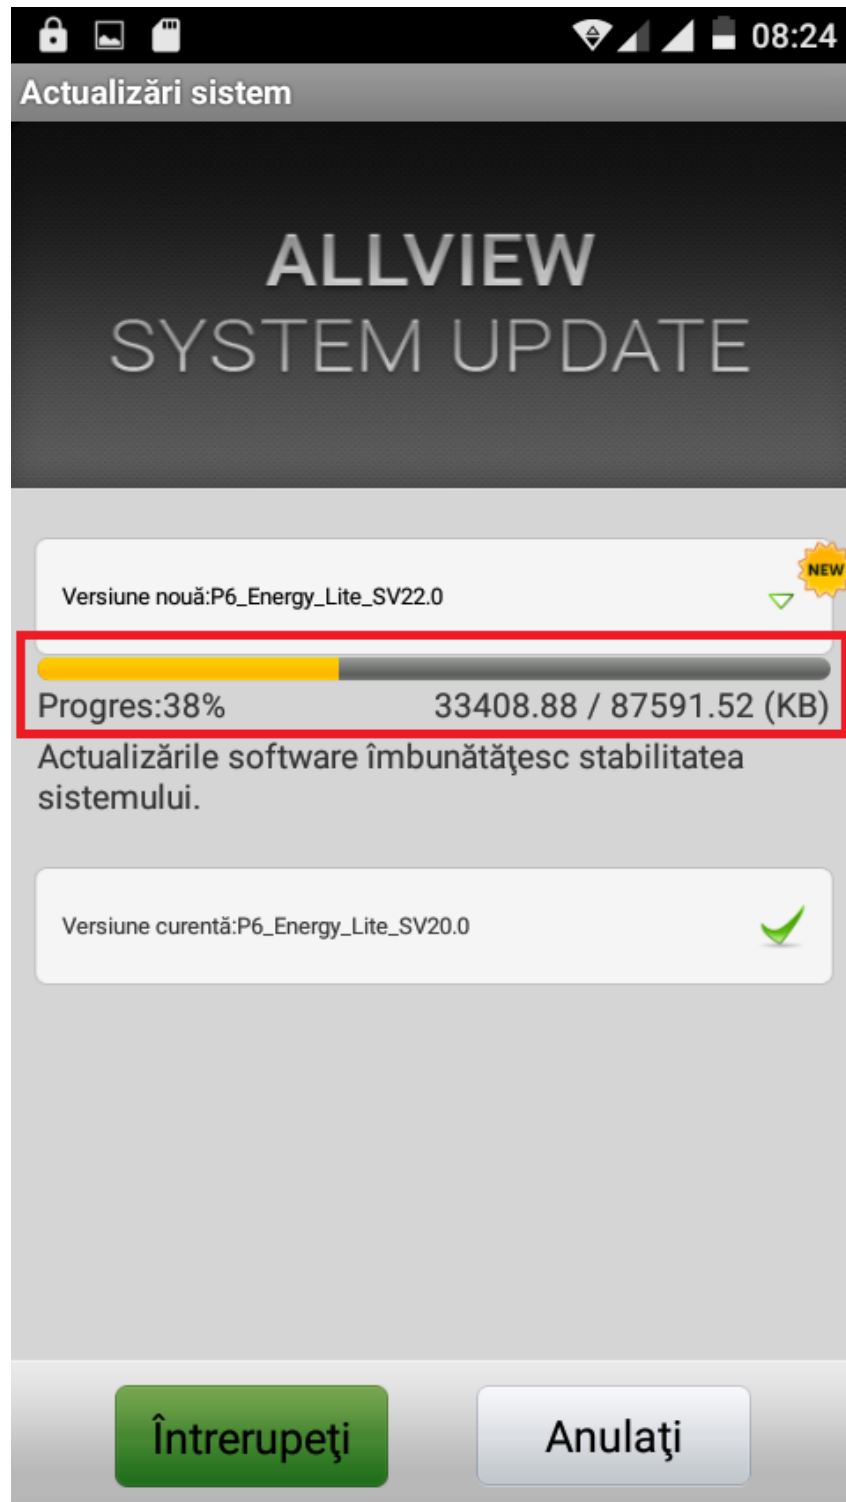 08:24
Actualizări sistem
ALLVIEW
SYSTEM UPDATE
NEW
Versiune nouă:P6_Energy_Lite_SV22.0
Progres:38% 33408.88 / 87591.52 (KB)
Actualizările software îmbunătăţesc stabilitatea
sistemului.
Versiune curentă:P6_Energy_Lite_SV20.0
Întrerupeţi Anulaţi